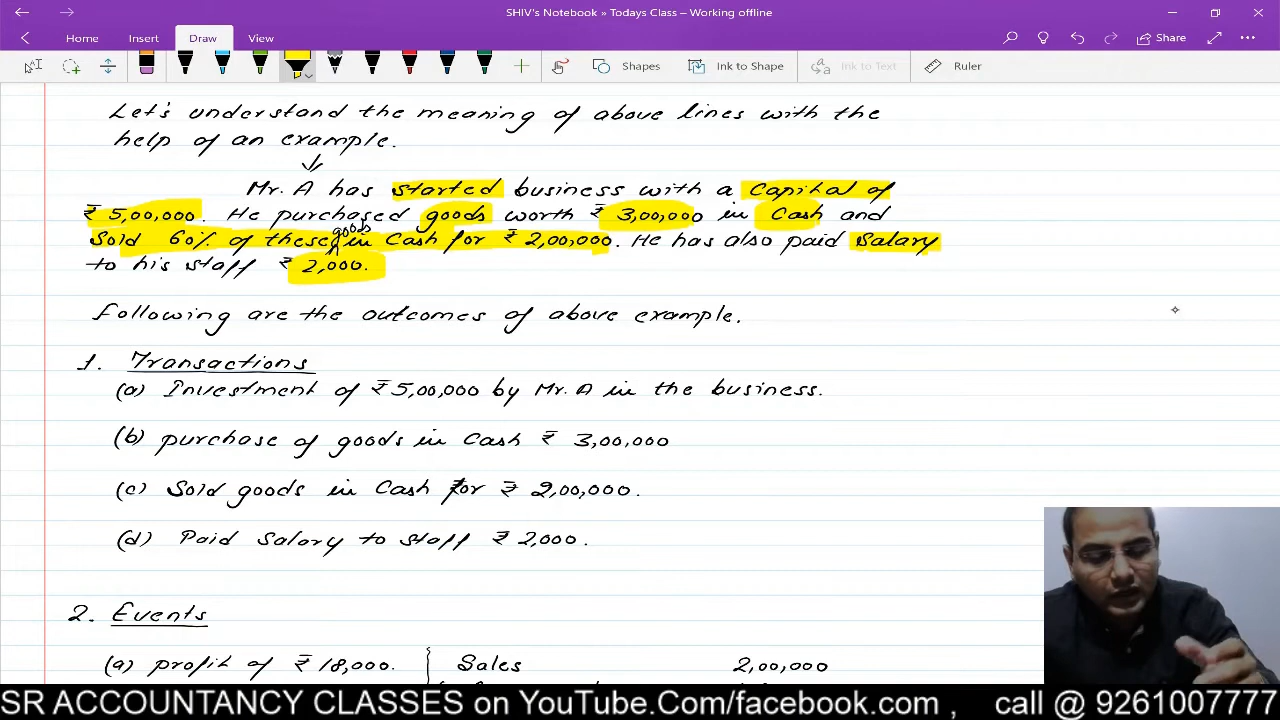 SHIV's Notebook » Todays Class – Working offline
Home Insert Draw View Share
Shapes Ink to Shape Ink to Text Ruler
Let's understand the meaning of above lines with the
help of an example.
Mr. A has started business with a Capital of
₹ 5,00,000. He purchased goods worth ₹ 3,00,000 in Cash and
goods
Sold 60% of these in Cash for ₹ 2,00,000. He has also paid Salary
to his staff ₹ 2,000.
Following are the outcomes of above example.
1. Transactions
(a) Investment of ₹ 5,00,000 by Mr. A in the business.
(b) purchase of goods in Cash ₹ 3,00,000
(c) Sold goods in Cash for ₹ 2,00,000.
(d) Paid Salary to staff ₹ 2,000.
2. Events
(a) profit of ₹ 18,000. Sales 2,00,000
SR ACCOUNTANCY CLASSES on YouTube.Com/facebook.com , call @ 9261007777